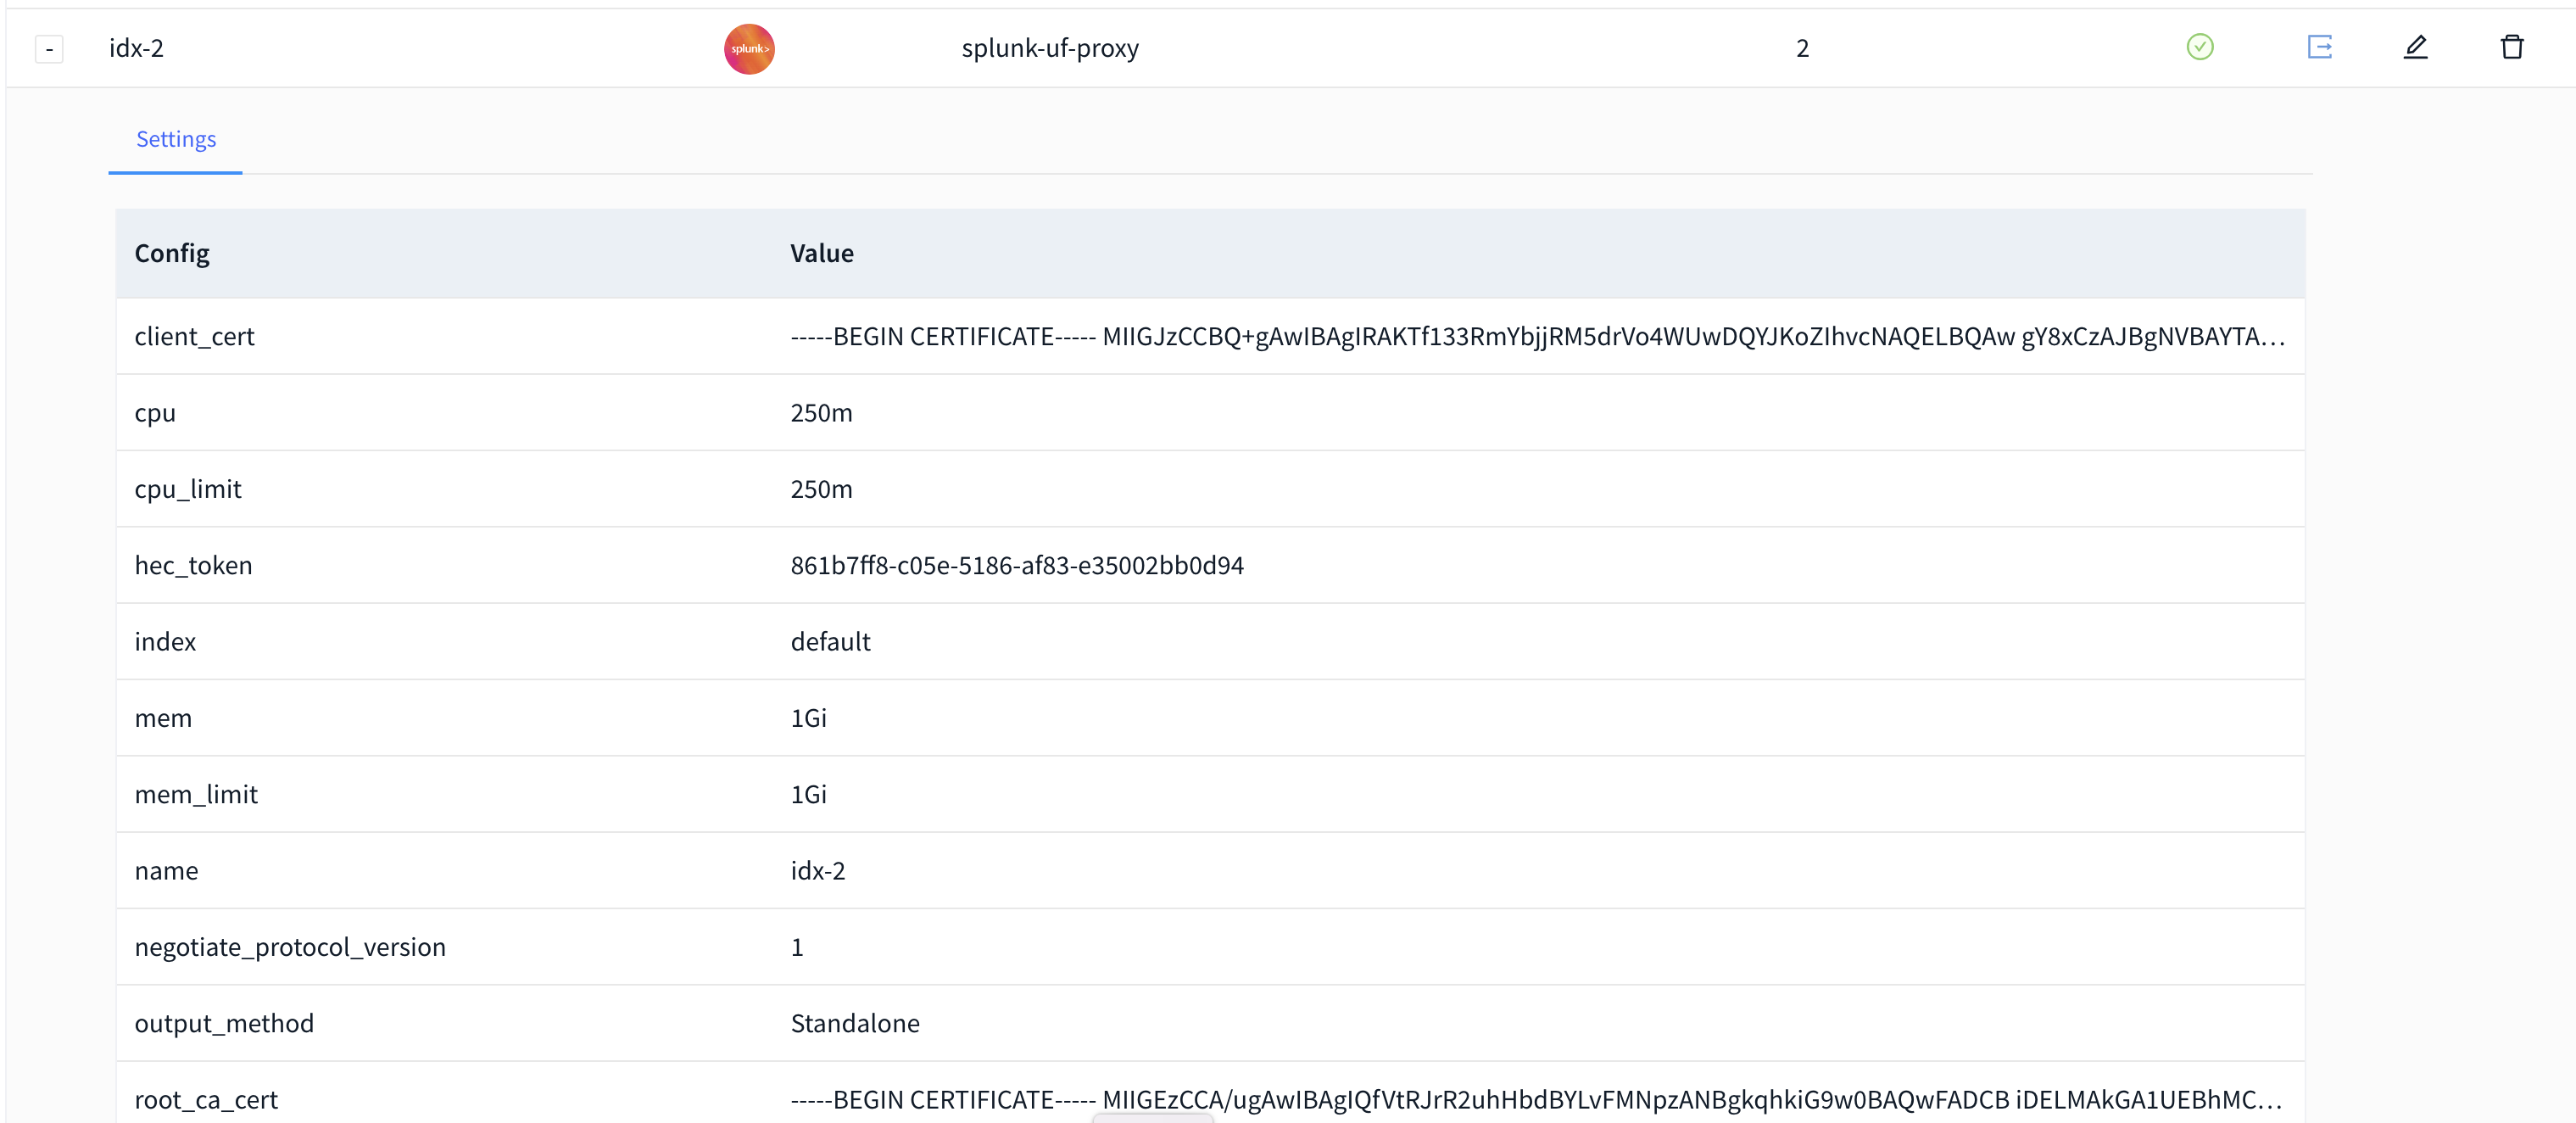 - idx-2 splunk> splunk-uf-proxy 2
Settings
Config Value
client_cert -----BEGIN CERTIFICATE----- MIIGJzCCBQ+gAwIBAgIRAKTf133RmYbjjRM5drVo4WUwDQYJKoZIhvcNAQELBQAw gY8xCzAJBgNVBAYTA...
cpu 250m
cpu_limit 250m
hec_token 861b7ff8-c05e-5186-af83-e35002bb0d94
index default
mem 1Gi
mem_limit 1Gi
name idx-2
negotiate_protocol_version 1
output_method Standalone
root_ca_cert -----BEGIN CERTIFICATE----- MIIGEzCCA/ugAwIBAgIQfVtRJrR2uhHbdBYLvFMNpzANBgkqhkiG9w0BAQwFADCB iDELMAkGA1UEBhMC...